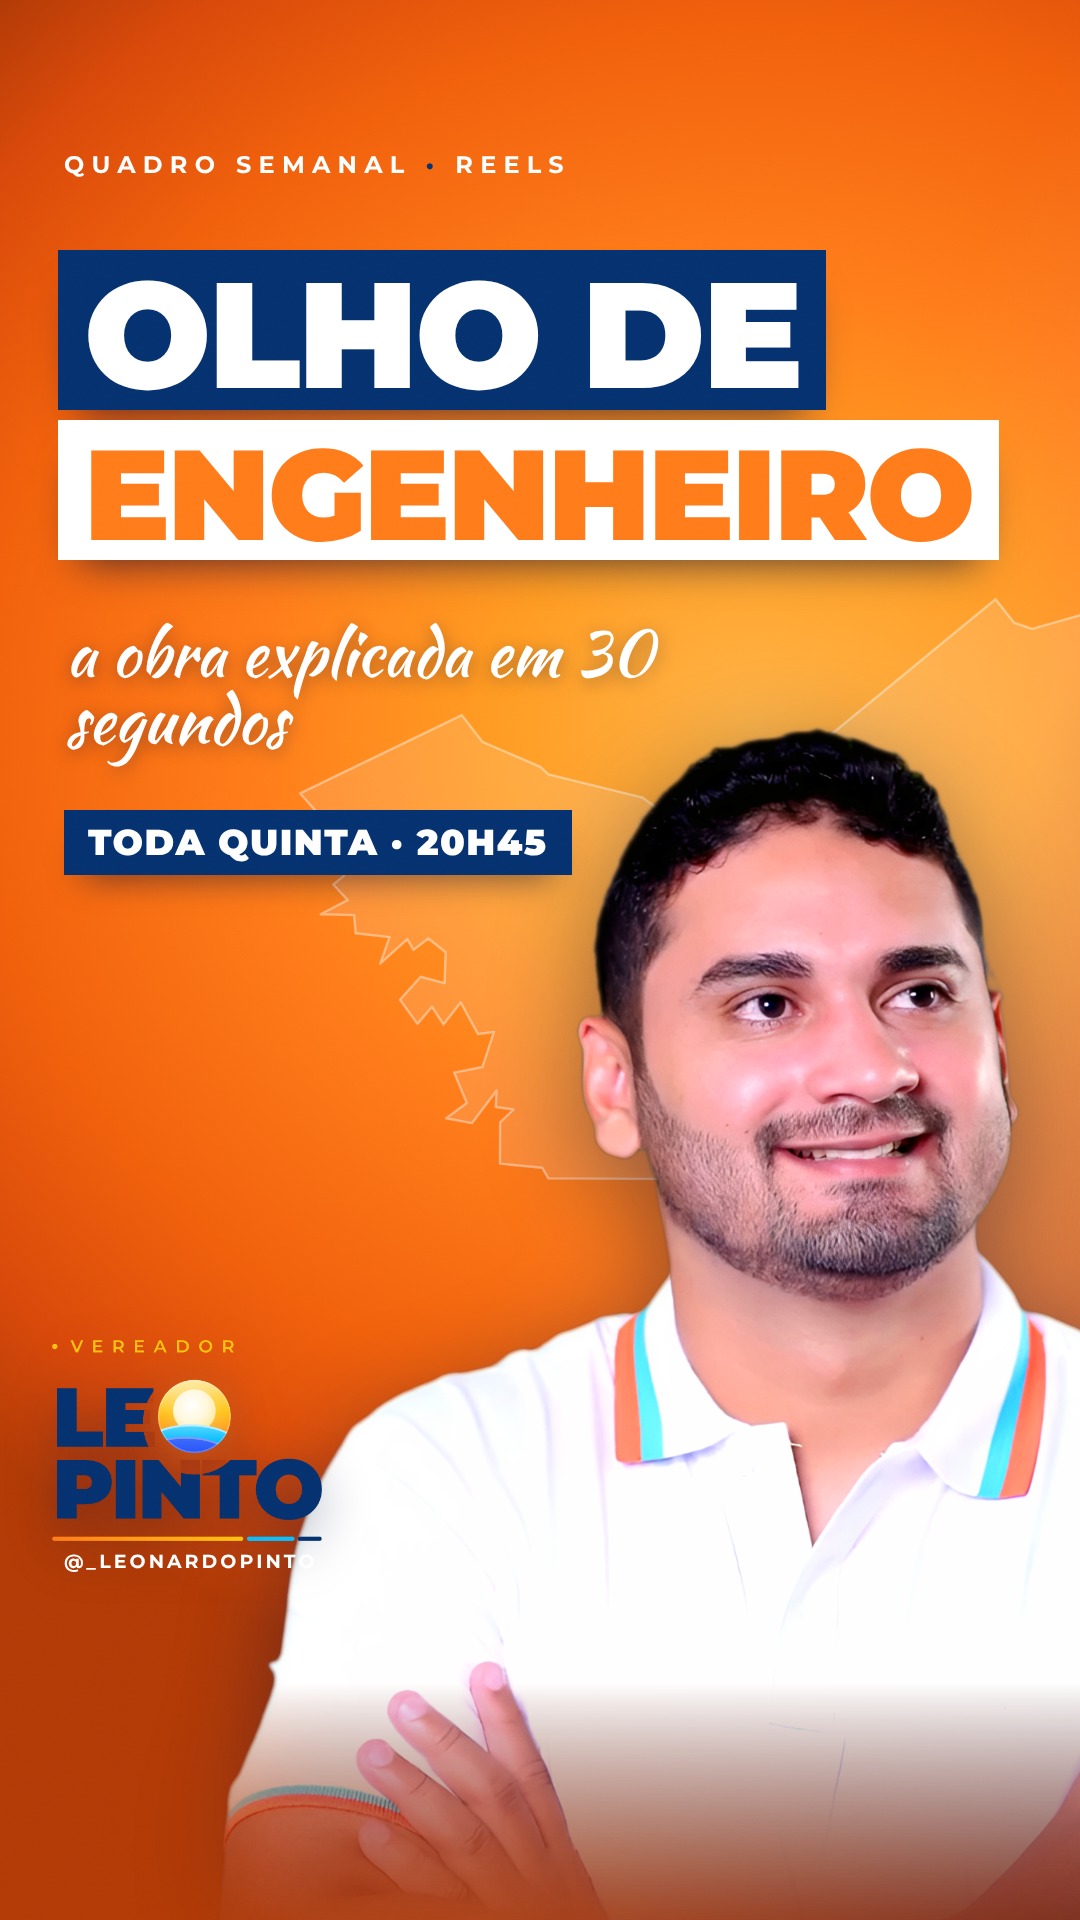 QUADRO SEMANAL • REELS
OLHO DE
ENGENHEIRO
a obra explicada em 30
segundos
TODA QUINTA • 20H45
• VEREADOR
LEO
PINTO
@_LEONARDOPINTO